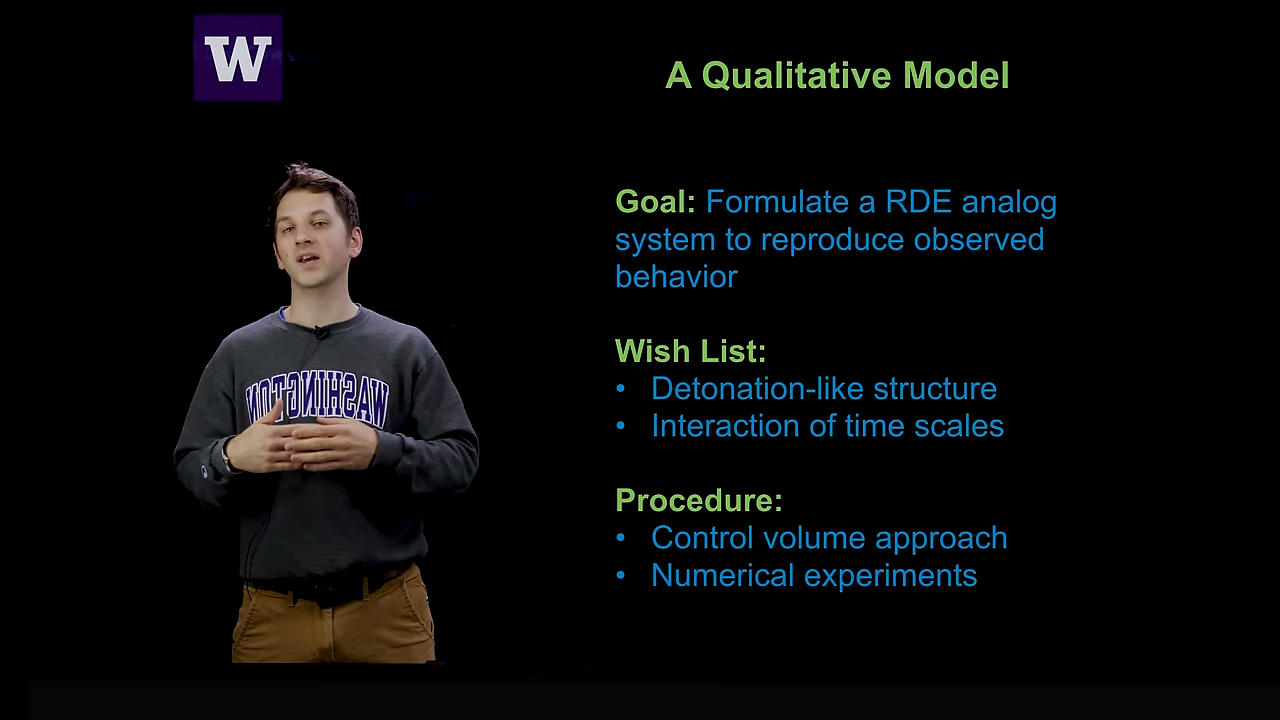 W
A Qualitative Model
Goal: Formulate a RDE analog
system to reproduce observed
behavior
WASHINGTON
Wish List:
• Detonation-like structure
• Interaction of time scales
Procedure:
• Control volume approach
• Numerical experiments